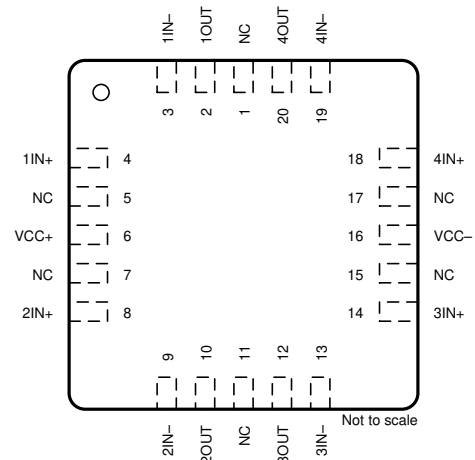 1IN–
1OUT
NC
4OUT
4IN–
3
2
1
20
19
1IN+ 4
18 4IN+
NC 5
17 NC
VCC+ 6
16 VCC–
NC 7
15 NC
2IN+ 8
14 3IN+
9
10
11
12
13
Not to scale
2IN–
2OUT
NC
3OUT
3IN–